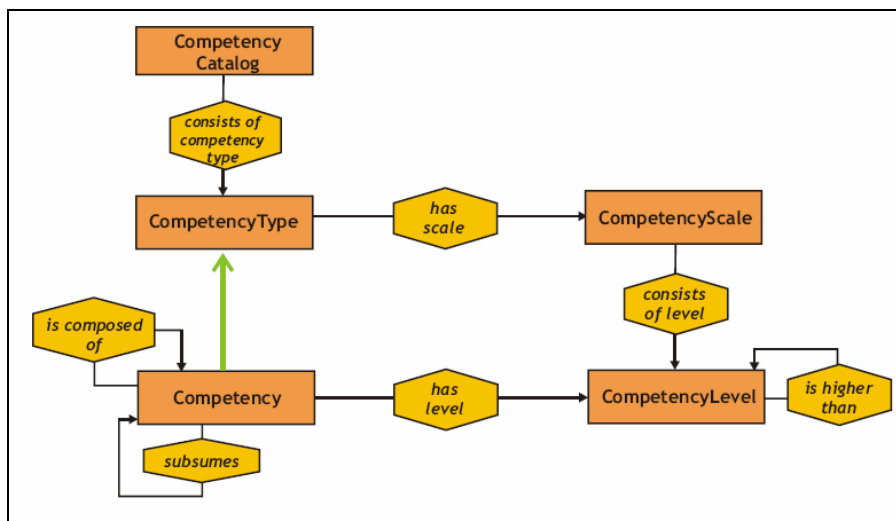 Competency
Catalog
consists of
competency
type
CompetencyType
has
scale
CompetencyScale
consists
of level
is composed
of
Competency
has
level
CompetencyLevel
is higher
than
subsumes